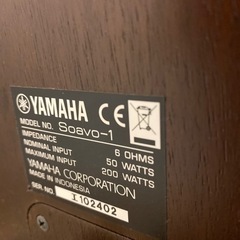 YAMAHA CE
MODEL NO. Soavo-1
IMPEDANCE 6 OHMS
NOMINAL INPUT 50 WATTS
MAXIMUM INPUT 200 WATTS
YAMAHA CORPORATION
MADE IN INDONESIA
SER NO. I102402